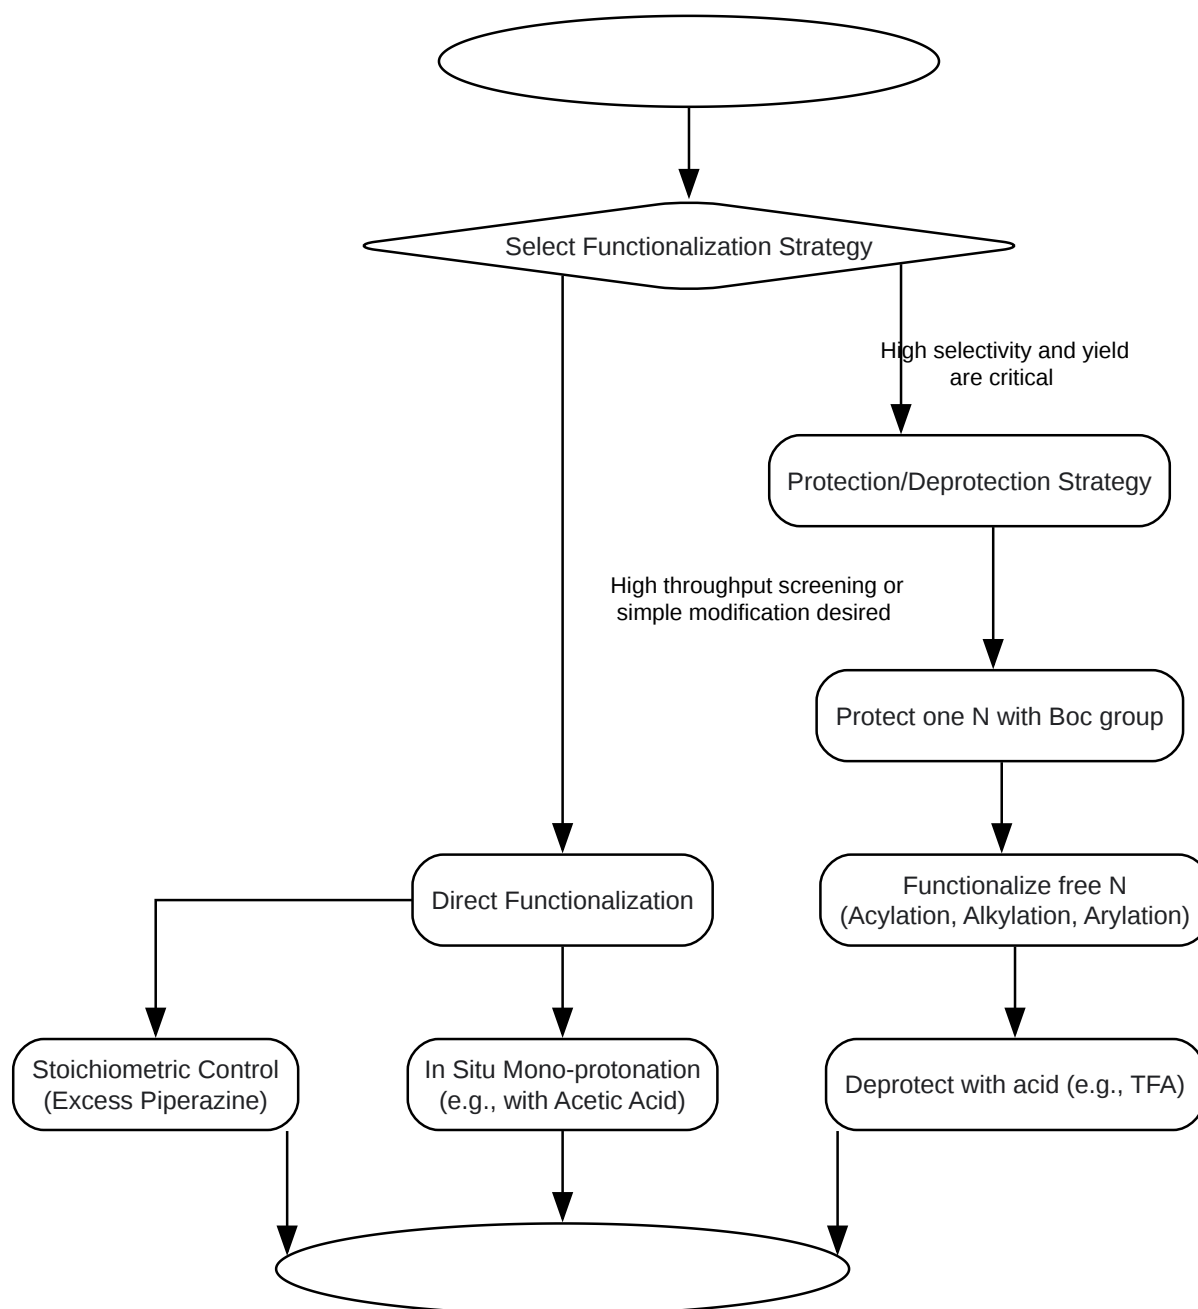 Select Functionalization Strategy
High selectivity and yield
are critical
Protection/Deprotection Strategy
High throughput screening or
simple modification desired
Protect one N with Boc group
Direct Functionalization
Functionalize free N
(Acylation, Alkylation, Arylation)
Stoichiometric Control
(Excess Piperazine)
In Situ Mono-protonation
(e.g., with Acetic Acid)
Deprotect with acid (e.g., TFA)